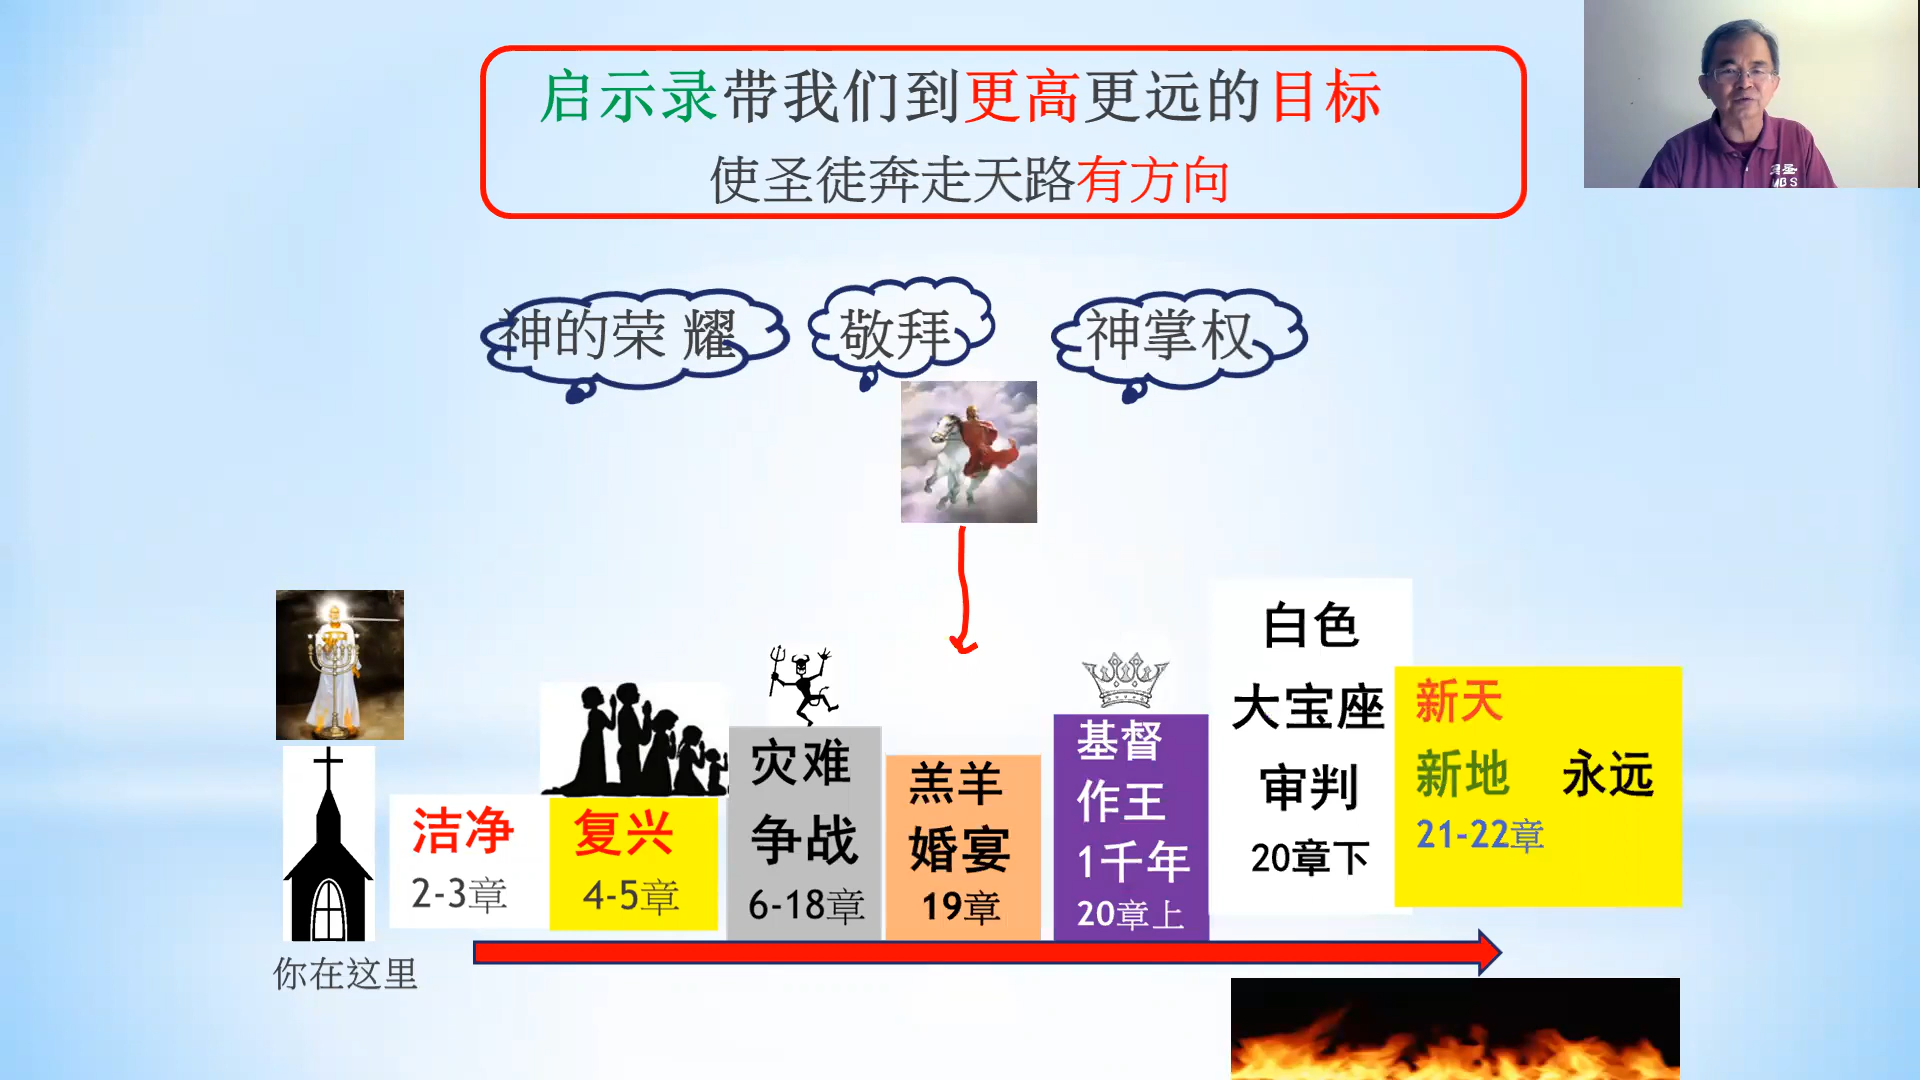 启示录带我们到更高更远的目标
使圣徒奔走天路有方向
神的荣 耀
敬拜
神掌权
你在这里
洁净
2-3章
复兴
4-5章
灾难
争战
6-18章
羔羊
婚宴
19章
基督
作王
1千年
20章上
白色
大宝座
审判
20章下
新天
新地 永远
21-22章